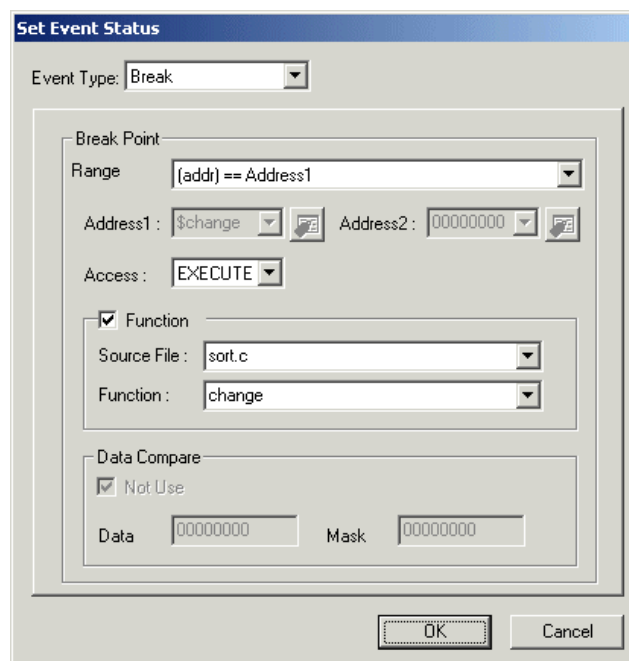 Set Event Status
Event Type: Break
Break Point
Range (addr) == Address1
Address1 : $change Address2 : 00000000
Access : EXECUTE
Function
Source File : sort.c
Function : change
Data Compare
Not Use
Data 00000000 Mask 00000000
OK Cancel